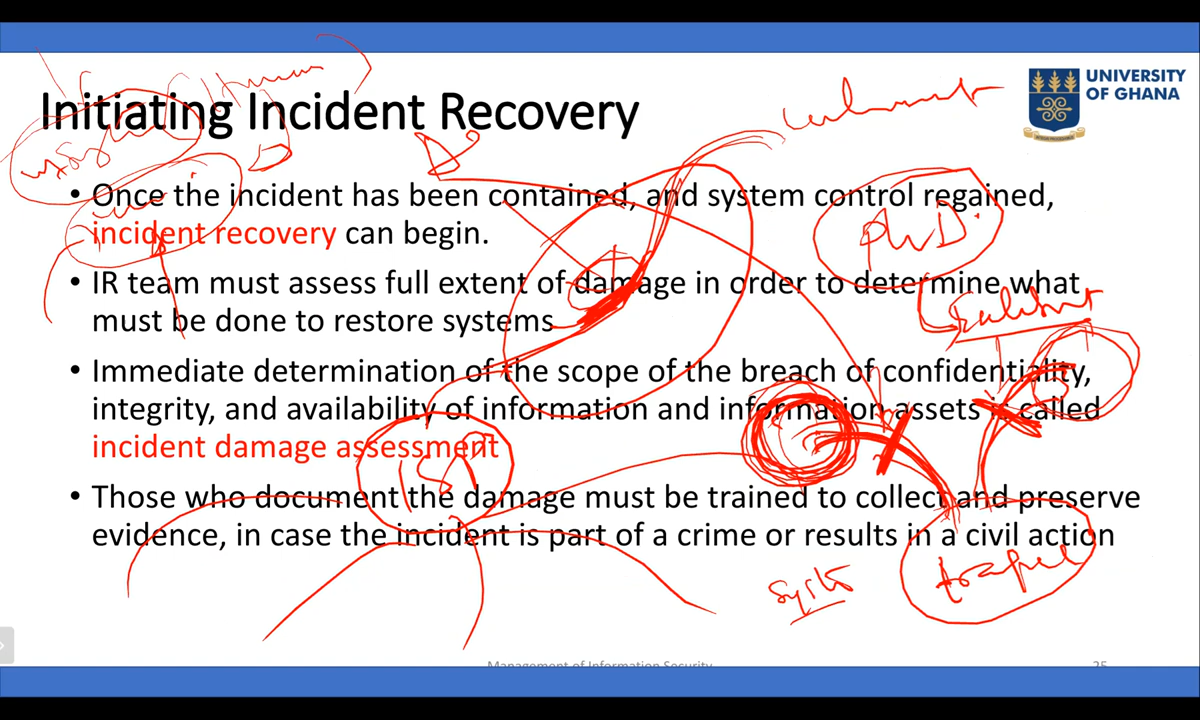 UNIVERSITY
OF GHANA
Initiating Incident Recovery
• Once the incident has been contained, and system control regained,
incident recovery can begin.
• IR team must assess full extent of damage in order to determine what
must be done to restore systems
• Immediate determination of the scope of the breach of confidentiality,
integrity, and availability of information and information assets is called
incident damage assessment
• Those who document the damage must be trained to collect and preserve
evidence, in case the incident is part of a crime or results in a civil action
PhD.
Management of Information Security
25